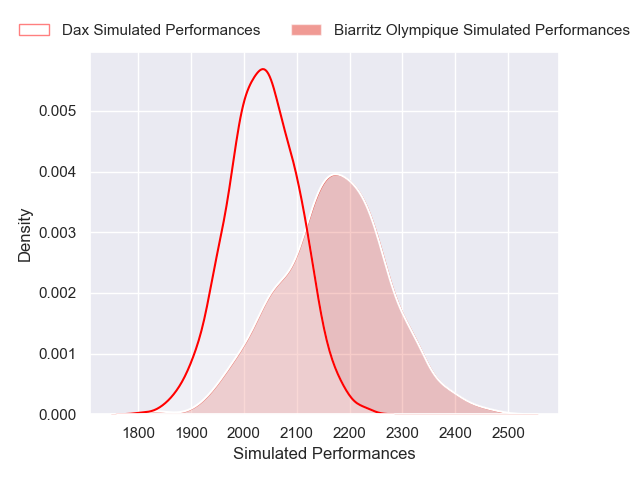 Dax Simulated Performances
Biarritz Olympique Simulated Performances
Density
0.005
0.004
0.003
0.002
0.001
0.000
1800 1900 2000 2100 2200 2300 2400 2500
Simulated Performances